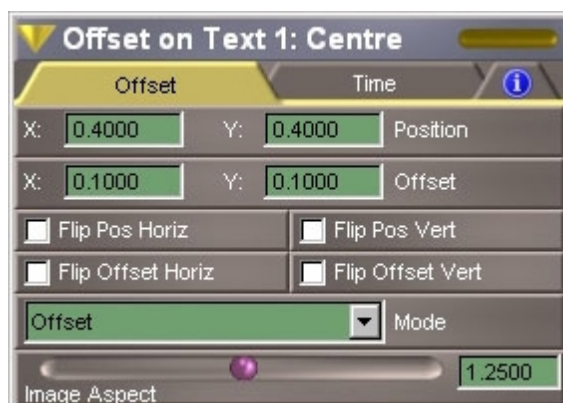 Offset on Text 1: Centre
Offset Time
X: 0.4000 Y: 0.4000 Position
X: 0.1000 Y: 0.1000 Offset
Flip Pos Horiz Flip Pos Vert
Flip Offset Horiz Flip Offset Vert
Offset Mode
1.2500
Image Aspect